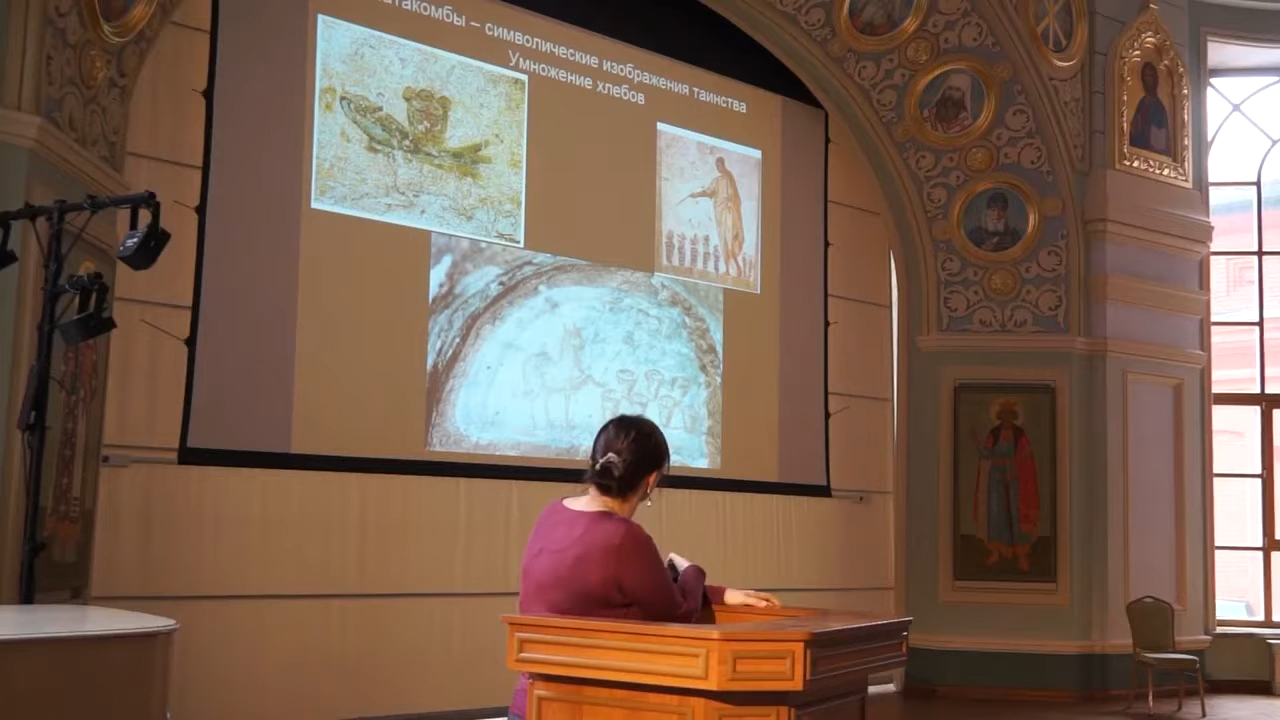 атакомбы – символические изображения таинства
Умножение хлебов